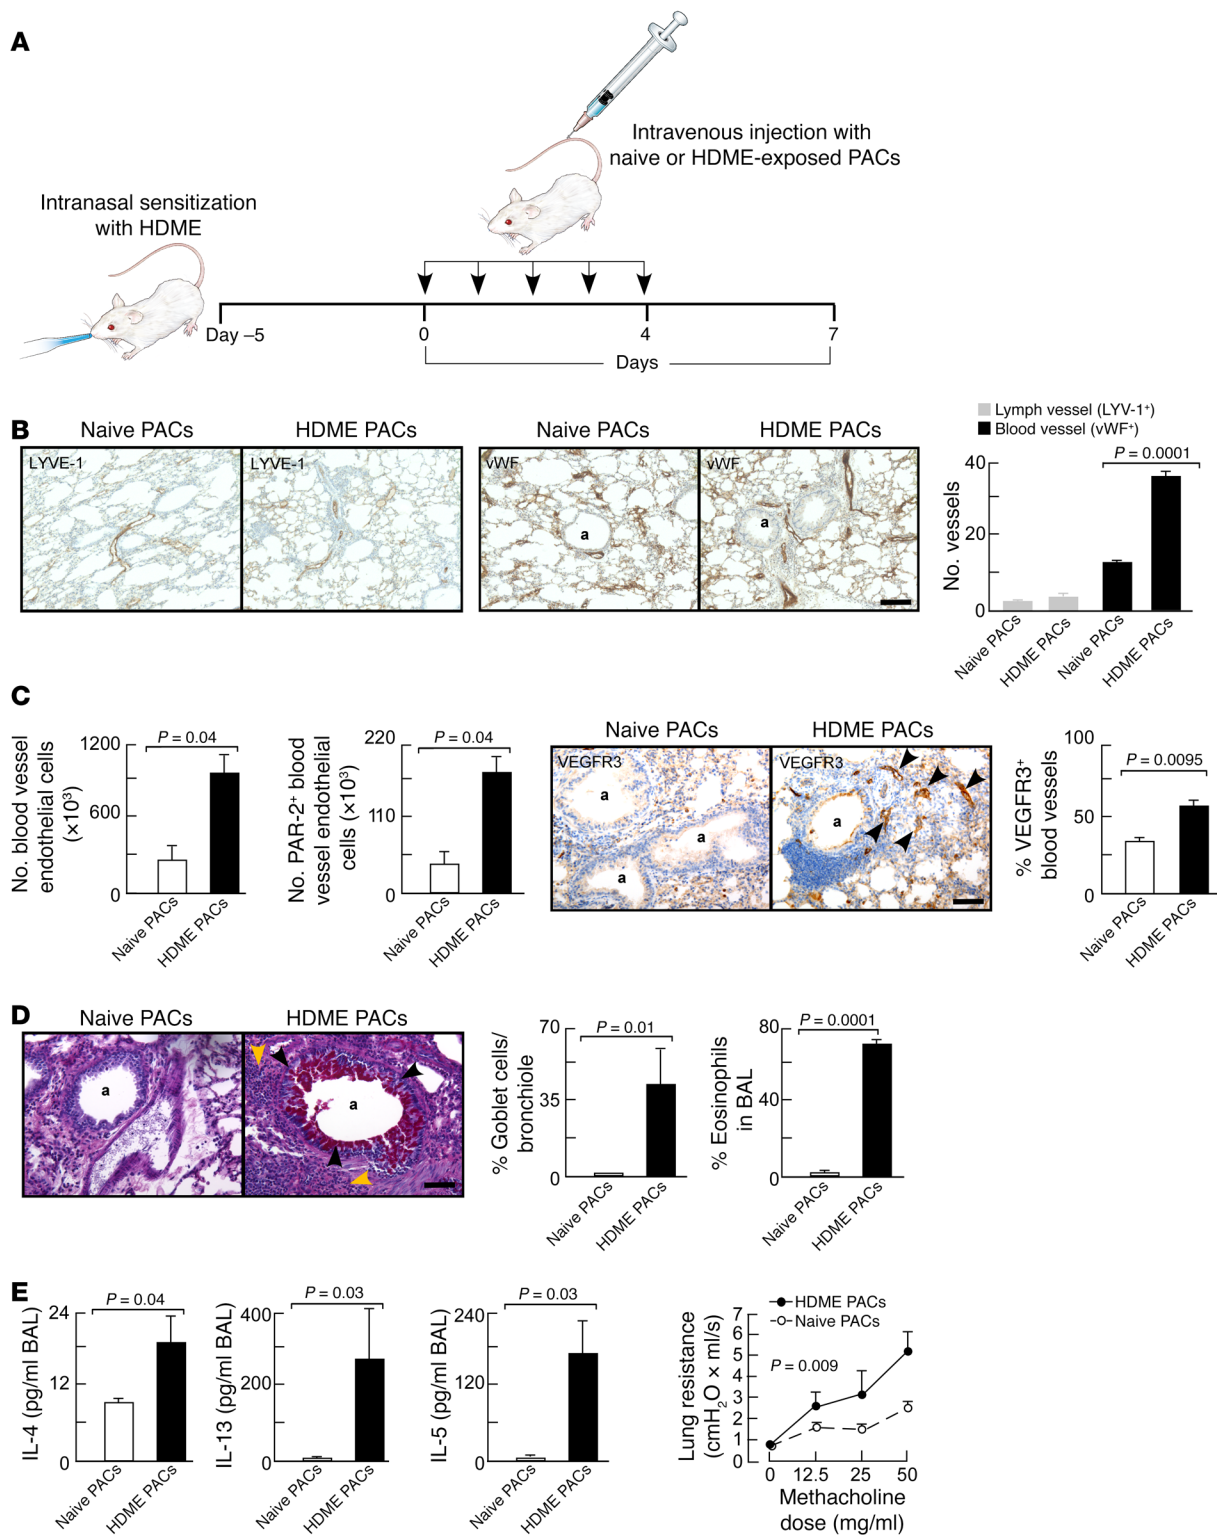 A
Intravenous injection with
naive or HDME-exposed PACs
Intranasal sensitization
with HDME
Day –5
0
4
7
Days
B
Naive PACs
HDME PACs
Naive PACs
HDME PACs
LYVE-1
LYVE-1
vWF
vWF
a
a
Lymph vessel (LYV-1⁺)
Blood vessel (vWF⁺)
P = 0.0001
No. vessels
40
20
0
Naive PACs
HDME PACs
Naive PACs
HDME PACs
C
No. blood vessel
endothelial cells
(×10³)
1200
600
0
P = 0.04
Naive PACs
HDME PACs
No. PAR-2⁺ blood
vessel endothelial
cells (×10³)
220
110
0
P = 0.04
Naive PACs
HDME PACs
Naive PACs
HDME PACs
VEGFR3
VEGFR3
a
a
a
a
% VEGFR3⁺
blood vessels
100
50
0
P = 0.0095
Naive PACs
HDME PACs
D
Naive PACs
HDME PACs
a
a
% Goblet cells/
bronchiole
70
35
0
P = 0.01
Naive PACs
HDME PACs
% Eosinophils
in BAL
80
40
0
P = 0.0001
Naive PACs
HDME PACs
E
IL-4 (pg/ml BAL)
24
12
0
P = 0.04
Naive PACs
HDME PACs
IL-13 (pg/ml BAL)
400
200
0
P = 0.03
Naive PACs
HDME PACs
IL-5 (pg/ml BAL)
240
120
0
P = 0.03
Naive PACs
HDME PACs
Lung resistance
(cmH₂O × ml/s)
7
6
5
4
3
2
1
0
HDME PACs
Naive PACs
P = 0.009
0
12.5
25
50
Methacholine
dose (mg/ml)